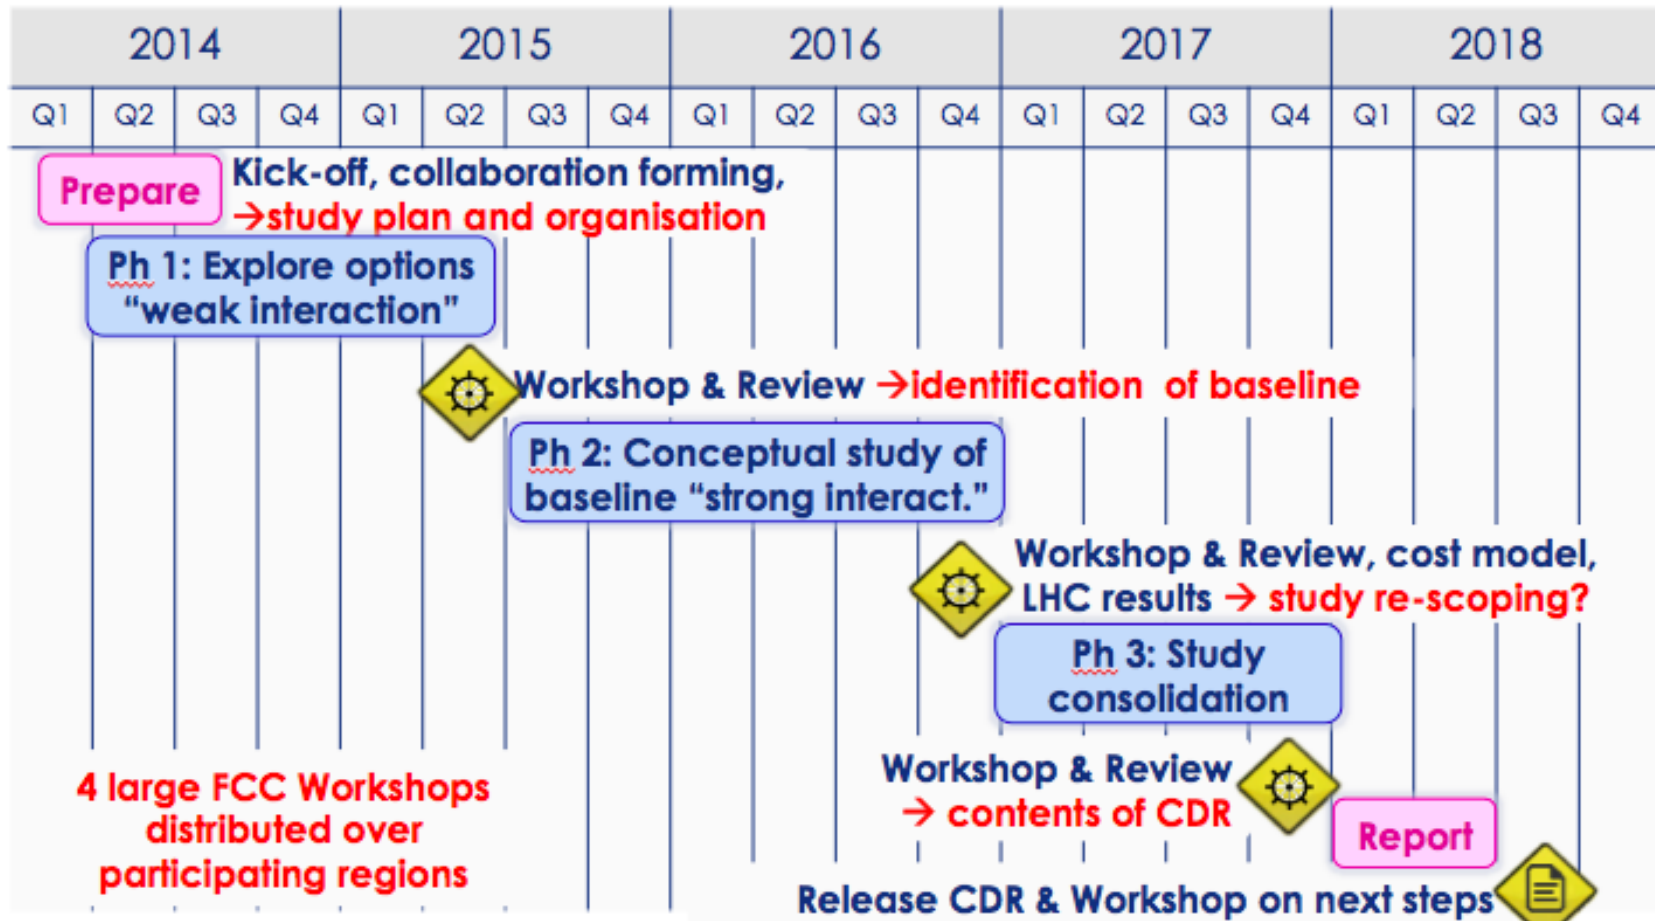 2014 2015 2016 2017 2018
Q1 Q2 Q3 Q4 Q1 Q2 Q3 Q4 Q1 Q2 Q3 Q4 Q1 Q2 Q3 Q4 Q1 Q2 Q3 Q4
Prepare
Kick-off, collaboration forming,
→study plan and organisation
Ph 1: Explore options
“weak interaction”
Workshop & Review →identification of baseline
Ph 2: Conceptual study of
baseline “strong interact.”
Workshop & Review, cost model,
LHC results → study re-scoping?
Ph 3: Study
consolidation
Workshop & Review
→ contents of CDR
4 large FCC Workshops
distributed over
participating regions
Report
Release CDR & Workshop on next steps